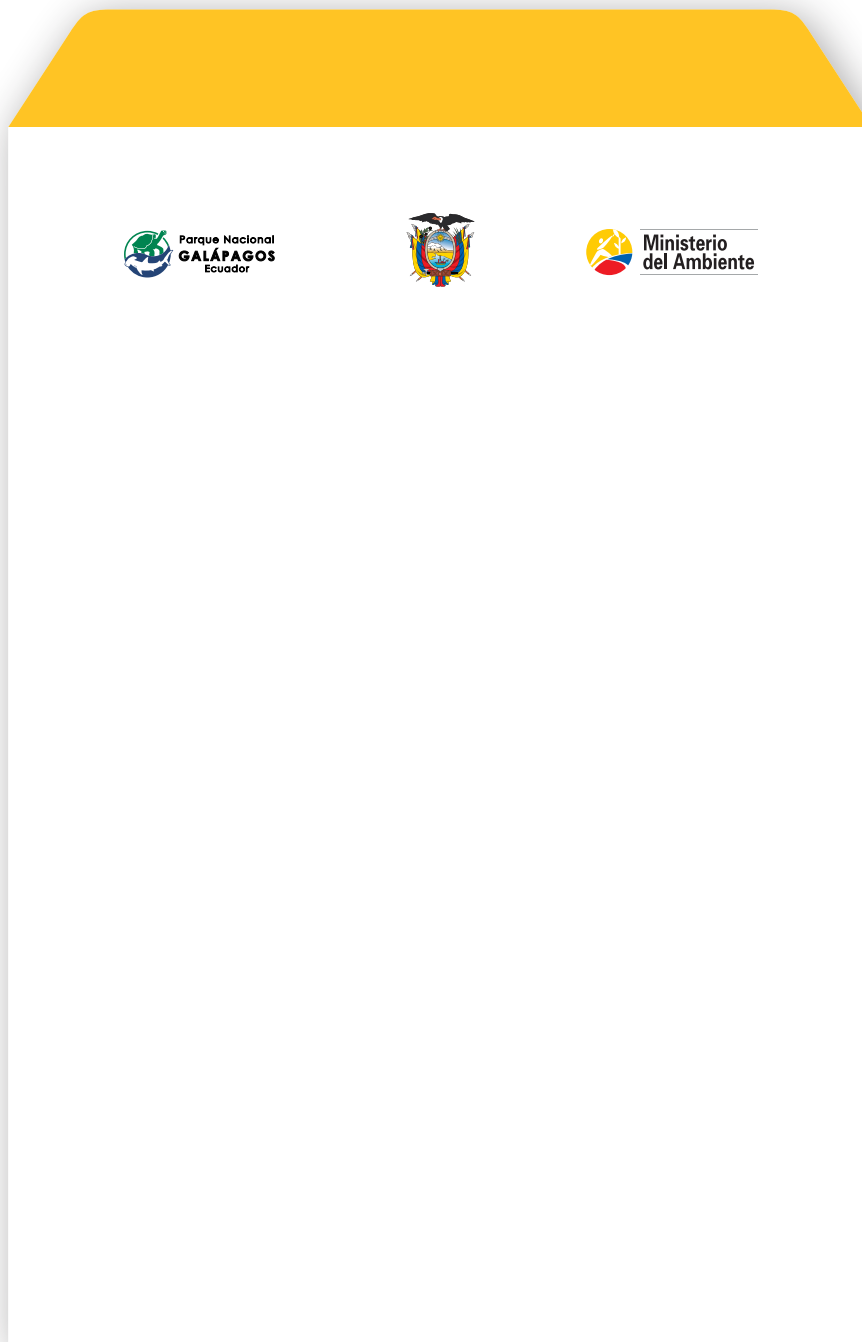 Parque Nacional
GALÁPAGOS
Ecuador
Ministerio
del Ambiente